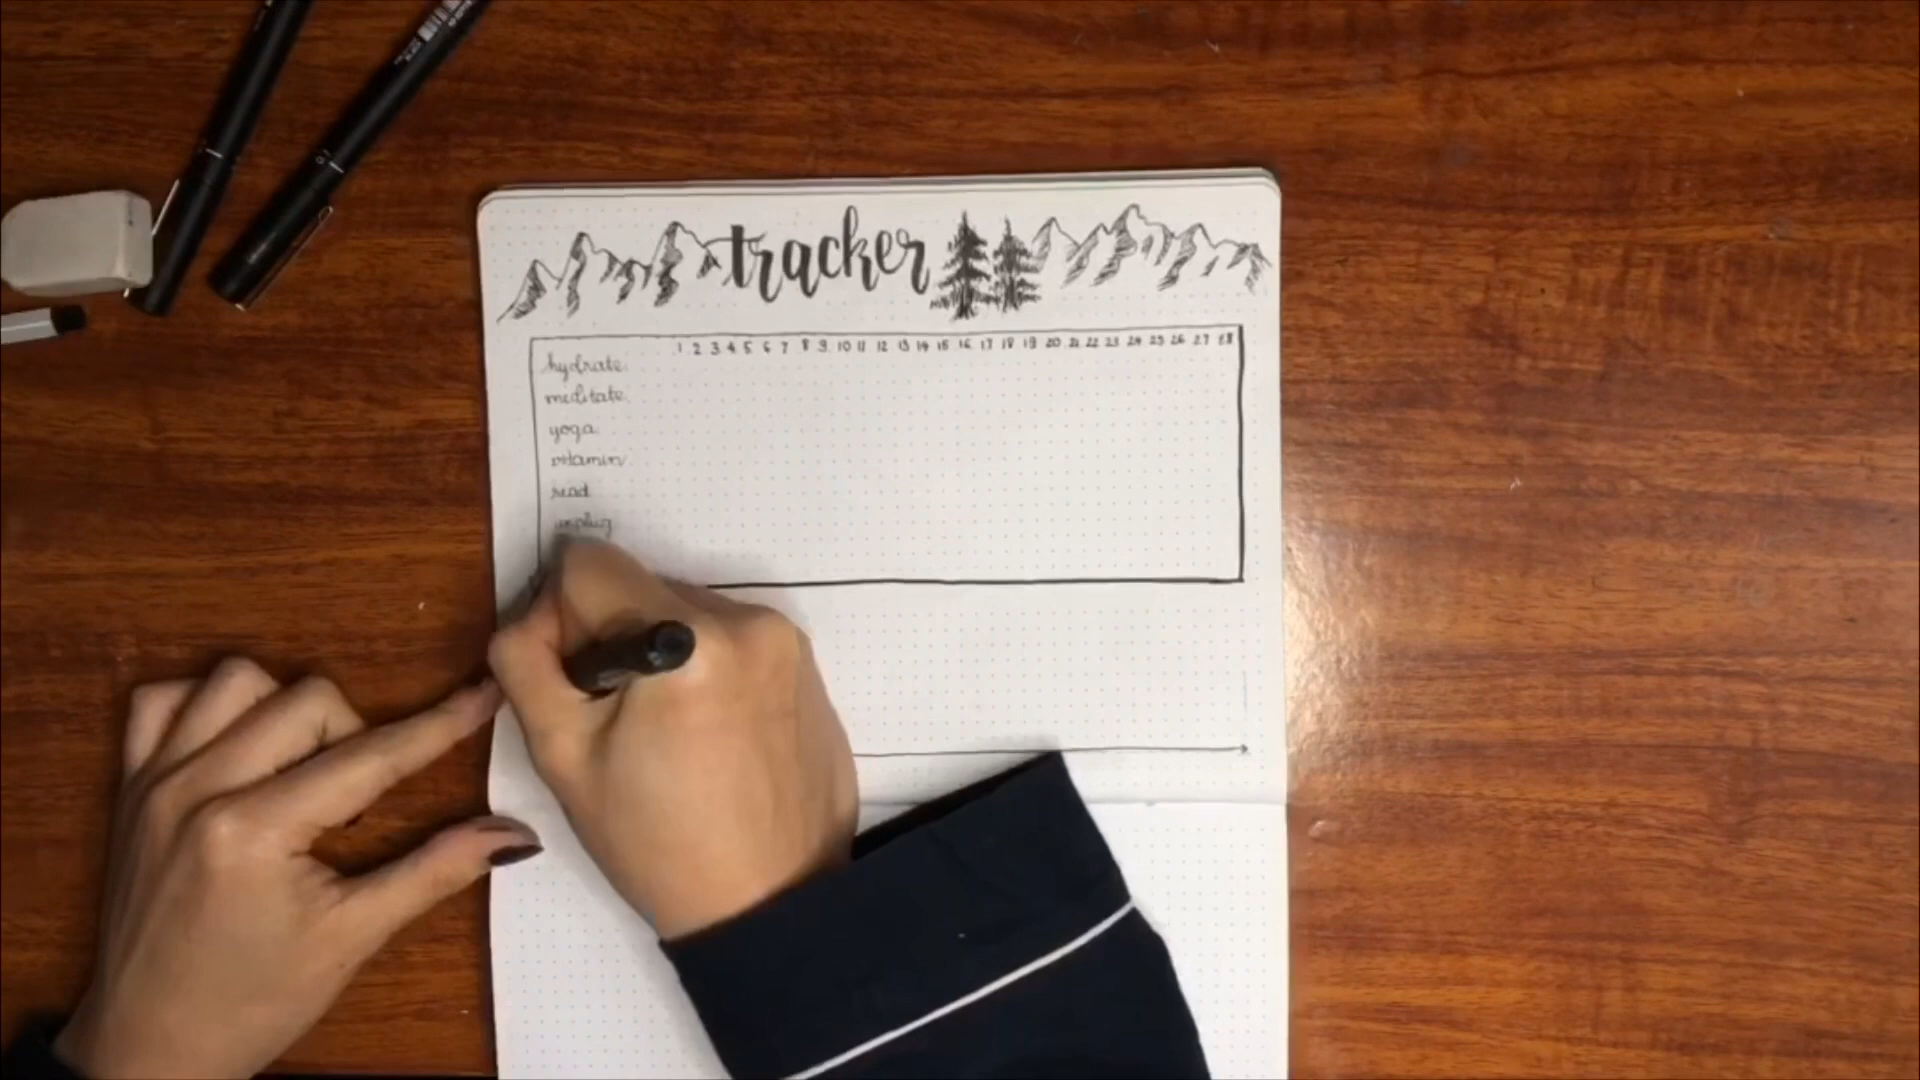 tracker
1 2 3 4 5 6 7 8 9 10 11 12 13 14 15 16 17 18 19 20 21 22 23 24 25 26 27 28
hydrate
meditate
yoga
vitamin
read
unplug